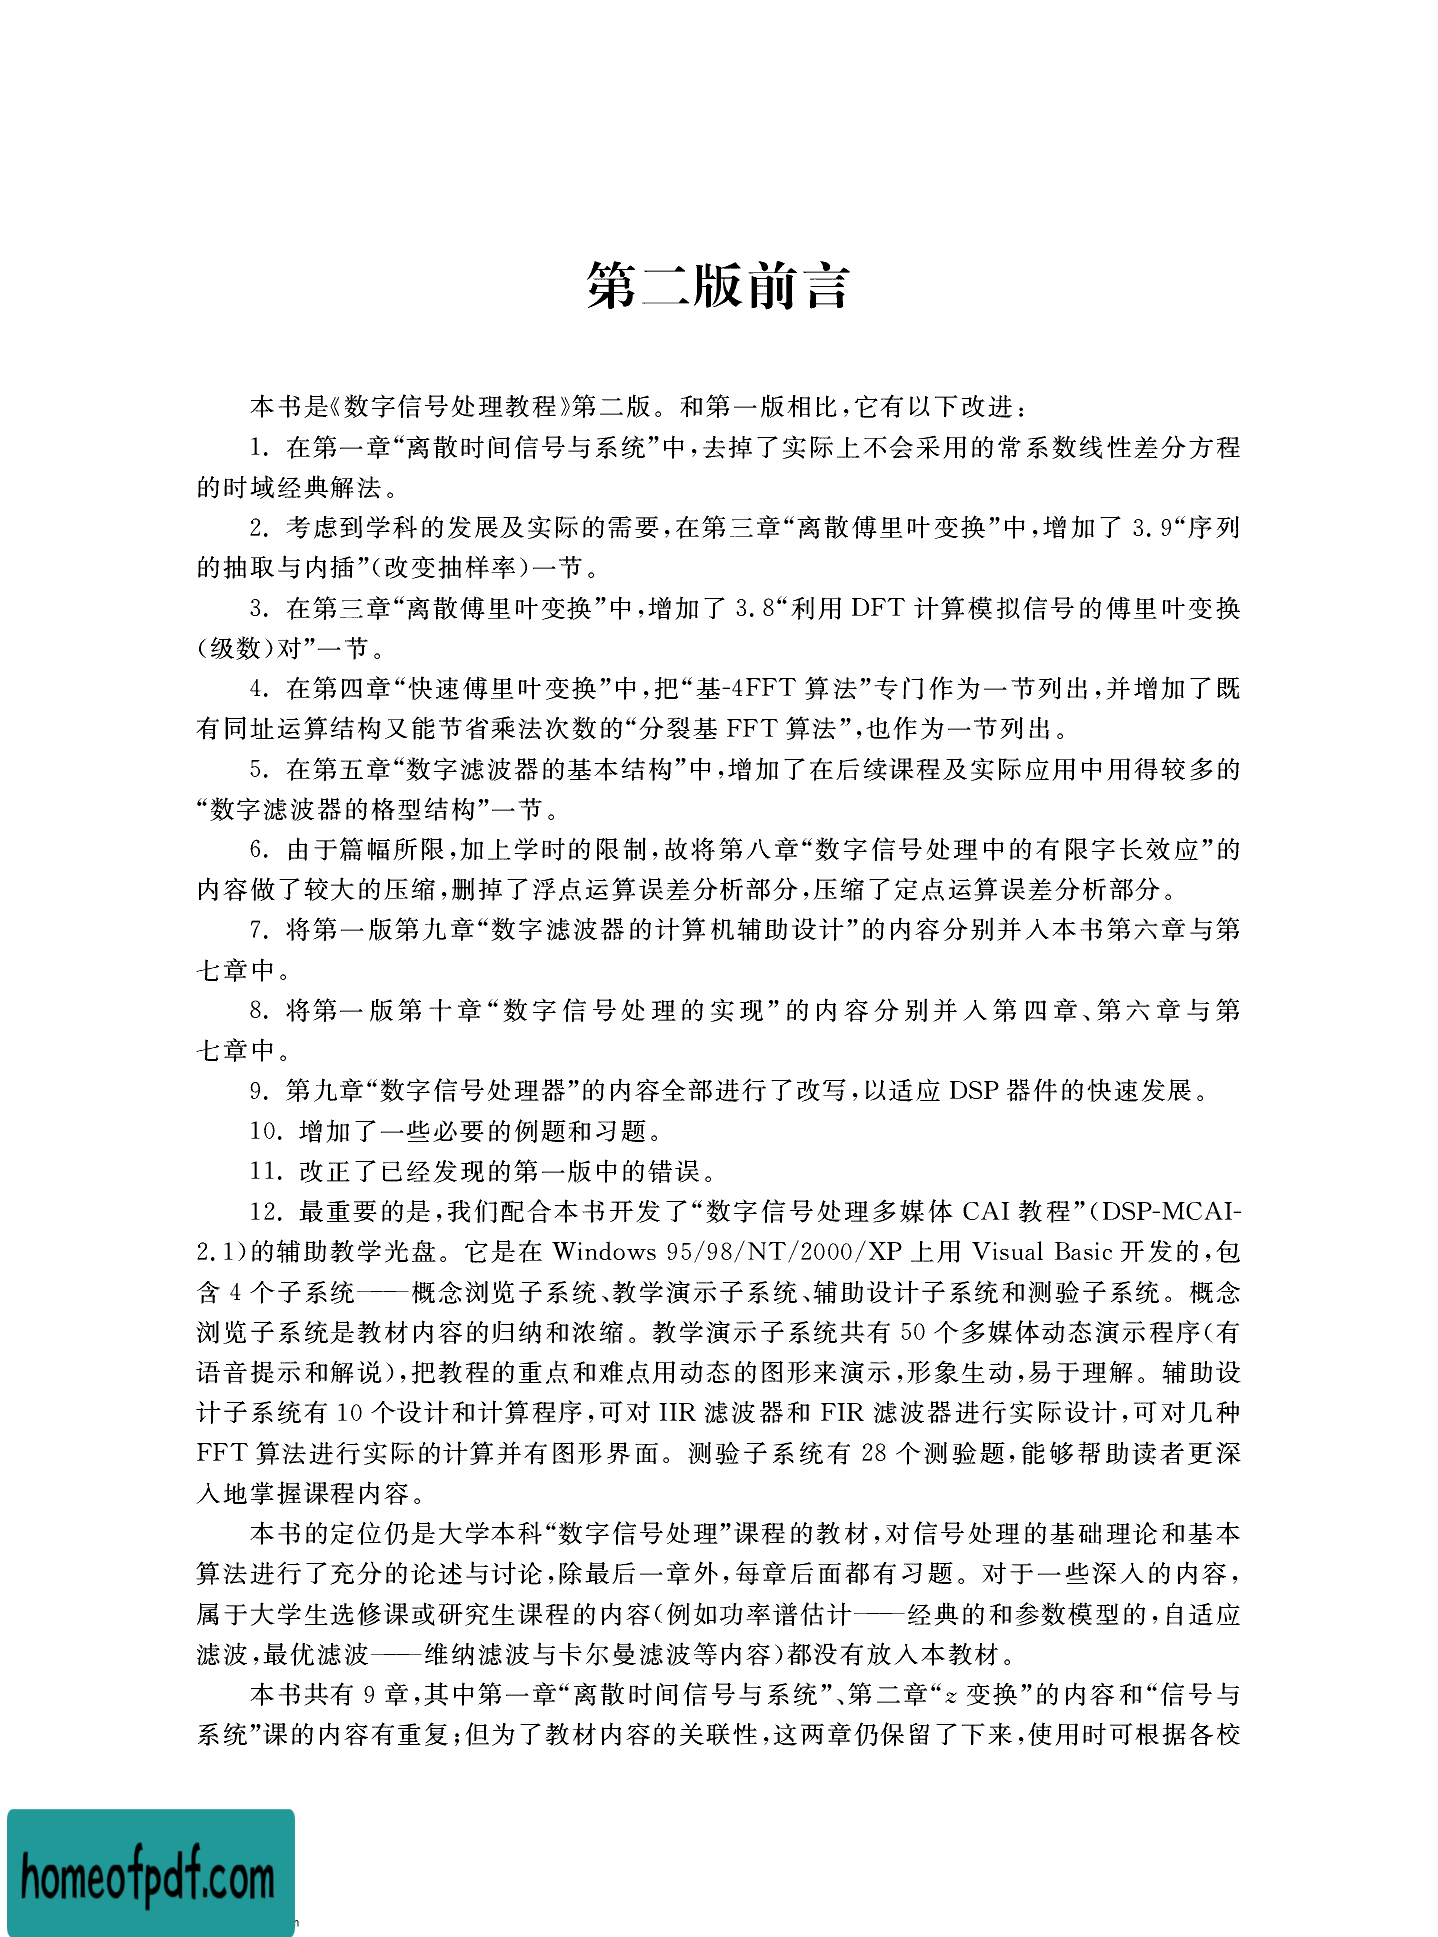 第二版前言
本书是《数字信号处理教程》第二版。和第一版相比,它有以下改进:
1. 在第一章“离散时间信号与系统”中,去掉了实际上不会采用的常系数线性差分方程
的时域经典解法。
2. 考虑到学科的发展及实际的需要,在第三章“离散傅里叶变换”中,增加了 3.9“序列
的抽取与内插”(改变抽样率)一节。
3. 在第三章“离散傅里叶变换”中,增加了 3.8“利用 DFT 计算模拟信号的傅里叶变换
(级数)对”一节。
4. 在第四章“快速傅里叶变换”中,把“基-4FFT 算法”专门作为一节列出,并增加了既
有同址运算结构又能节省乘法次数的“分裂基 FFT 算法”,也作为一节列出。
5. 在第五章“数字滤波器的基本结构”中,增加了在后续课程及实际应用中用得较多的
“数字滤波器的格型结构”一节。
6. 由于篇幅所限,加上学时的限制,故将第八章“数字信号处理中的有限字长效应”的
内容做了较大的压缩,删掉了浮点运算误差分析部分,压缩了定点运算误差分析部分。
7. 将第一版第九章“数字滤波器的计算机辅助设计”的内容分别并入本书第六章与第
七章中。
8. 将第一版第十章“数字信号处理的实现”的内容分别并入第四章、第六章与第
七章中。
9. 第九章“数字信号处理器”的内容全部进行了改写,以适应 DSP 器件的快速发展。
10. 增加了一些必要的例题和习题。
11. 改正了已经发现的第一版中的错误。
12. 最重要的是,我们配合本书开发了“数字信号处理多媒体 CAI 教程”(DSP-MCAI-
2.1)的辅助教学光盘。它是在 Windows 95/98/NT/2000/XP 上用 Visual Basic 开发的,包
含 4 个子系统——概念浏览子系统、教学演示子系统、辅助设计子系统和测验子系统。概念
浏览子系统是教材内容的归纳和浓缩。教学演示子系统共有 50 个多媒体动态演示程序(有
语音提示和解说),把教程的重点和难点用动态的图形来演示,形象生动,易于理解。辅助设
计子系统有 10 个设计和计算程序,可对 IIR 滤波器和 FIR 滤波器进行实际设计,可对几种
FFT 算法进行实际的计算并有图形界面。测验子系统有 28 个测验题,能够帮助读者更深
入地掌握课程内容。
本书的定位仍是大学本科“数字信号处理”课程的教材,对信号处理的基础理论和基本
算法进行了充分的论述与讨论,除最后一章外,每章后面都有习题。对于一些深入的内容,
属于大学生选修课或研究生课程的内容(例如功率谱估计——经典的和参数模型的,自适应
滤波,最优滤波——维纳滤波与卡尔曼滤波等内容)都没有放入本教材。
本书共有 9 章,其中第一章“离散时间信号与系统”、第二章“z 变换”的内容和“信号与
系统”课的内容有重复;但为了教材内容的关联性,这两章仍保留了下来,使用时可根据各校
homeofpdf.com